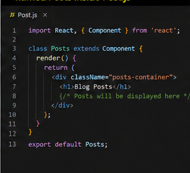 Post.js
1 import React, { Component } from 'react';
2
3 class Posts extends Component {
4 render() {
5 return (
6 <div className="posts-container">
7 <h1>Blog Posts</h1>
8 {/* Posts will be displayed here */
9 </div>
10 );
11 }
12 }
13 export default Posts;